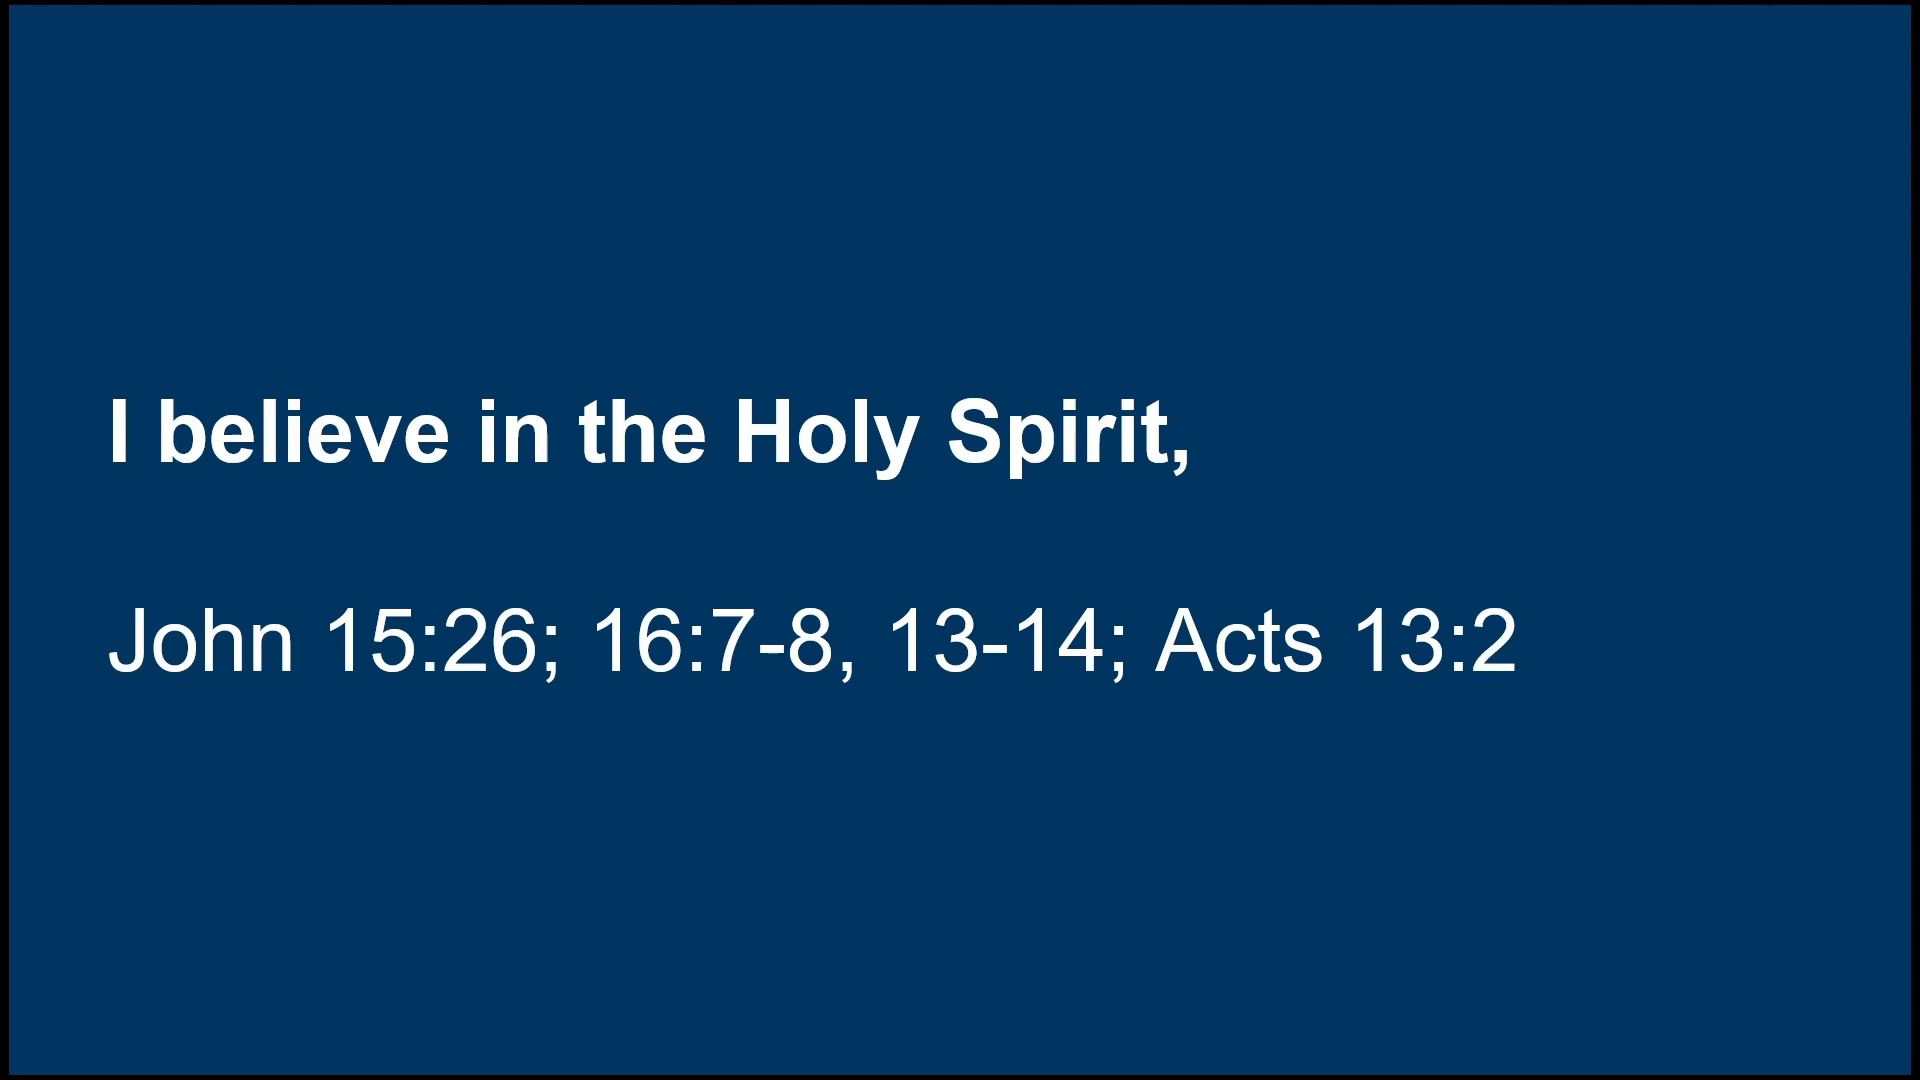 I believe in the Holy Spirit,
John 15:26; 16:7-8, 13-14; Acts 13:2